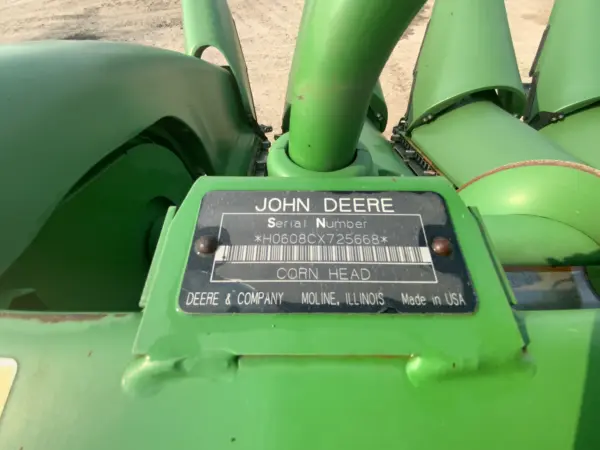 JOHN DEERE
Serial Number
*H0608CX725668*
CORN HEAD
DEERE & COMPANY MOLINE, ILLINOIS Made in USA